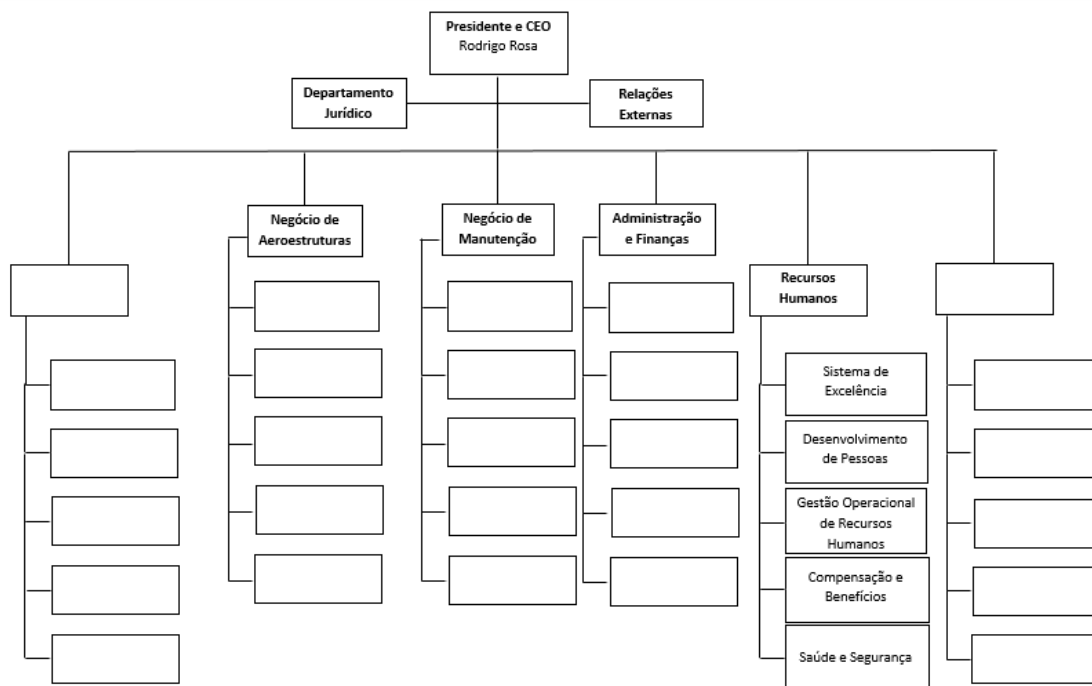 Presidente e CEO
Rodrigo Rosa
Departamento
Jurídico
Relações
Externas
Negócio de
Aeroestruturas
Negócio de
Manutenção
Administração
e Finanças
Recursos
Humanos
Sistema de
Excelência
Desenvolvimento
de Pessoas
Gestão Operacional
de Recursos
Humanos
Compensação e
Benefícios
Saúde e Segurança